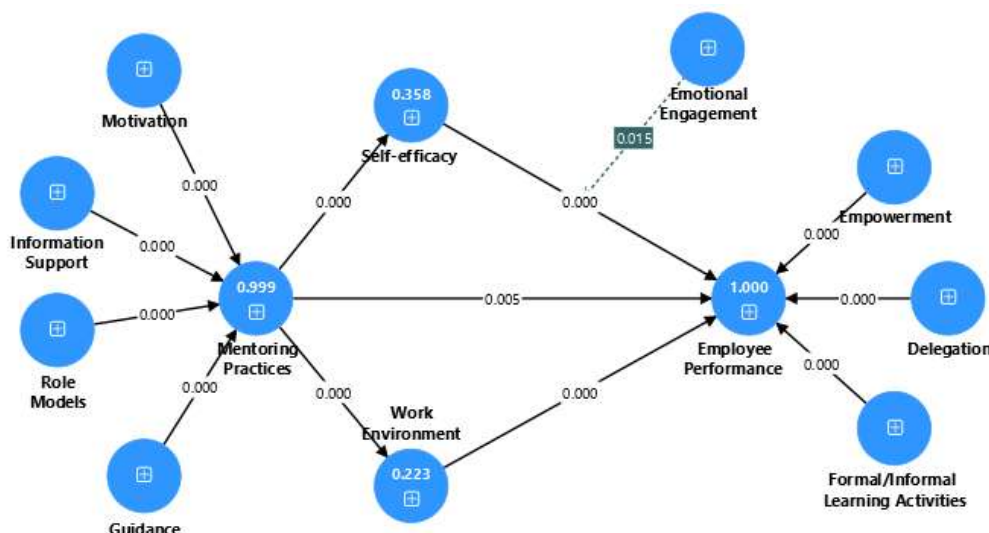 Motivation
0.358
Self-efficacy
Emotional
Engagement
0.015
0.000
0.000
0.000
Information
Support
0.000
Empowerment
0.000
0.999
Mentoring
Practices
0.005
1.000
Employee
Performance
0.000
Delegation
Role
Models
0.000
0.000
0.000
0.000
0.000
Work
Environment
0.223
Guidance
Formal/Informal
Learning Activities